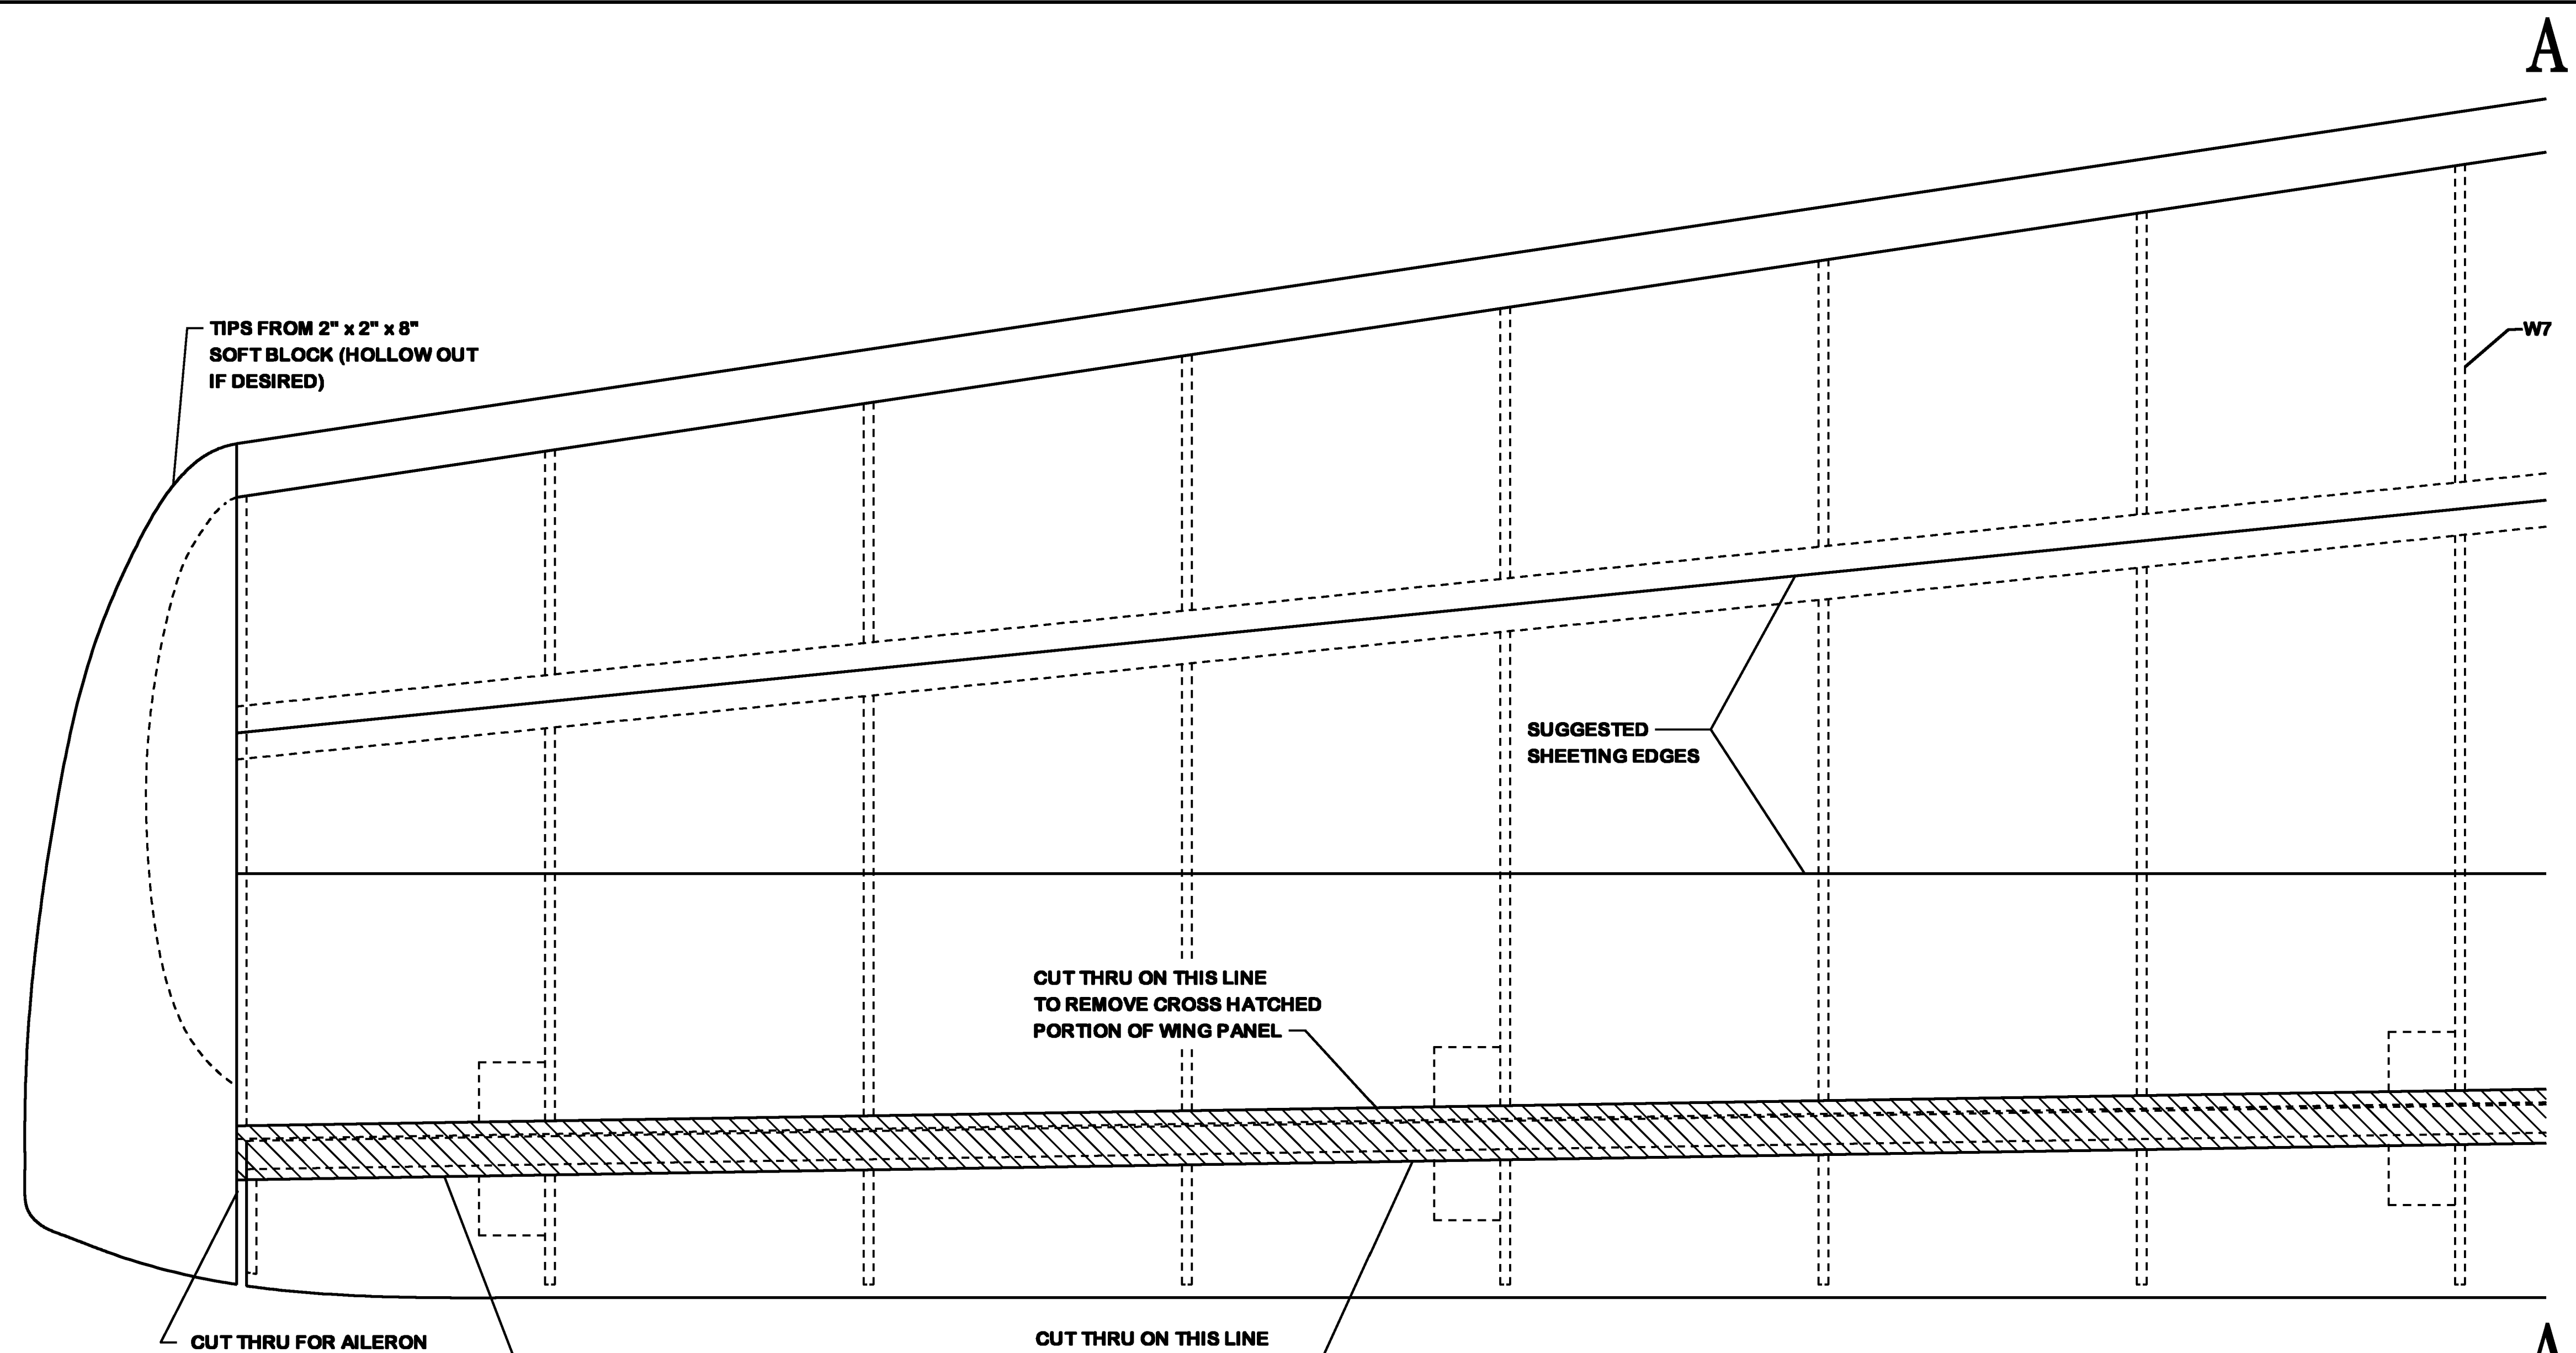 A
TIPS FROM 2" x 2" x 8"
SOFT BLOCK (HOLLOW OUT
IF DESIRED)
W7
SUGGESTED
SHEETING EDGES
CUT THRU ON THIS LINE
TO REMOVE CROSS HATCHED
PORTION OF WING PANEL
CUT THRU FOR AILERON
CUT THRU ON THIS LINE
A